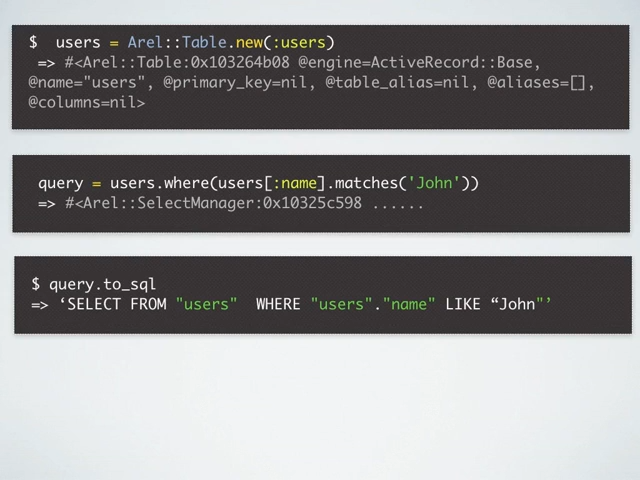 $  users = Arel::Table.new(:users)
=> #<Arel::Table:0x103264b08 @engine=ActiveRecord::Base,
@name="users", @primary_key=nil, @table_alias=nil, @aliases=[],
@columns=nil>
query = users.where(users[:name].matches('John'))
=> #<Arel::SelectManager:0x10325c598 ......
$ query.to_sql
=> ‘SELECT FROM "users"  WHERE "users"."name" LIKE “John"’